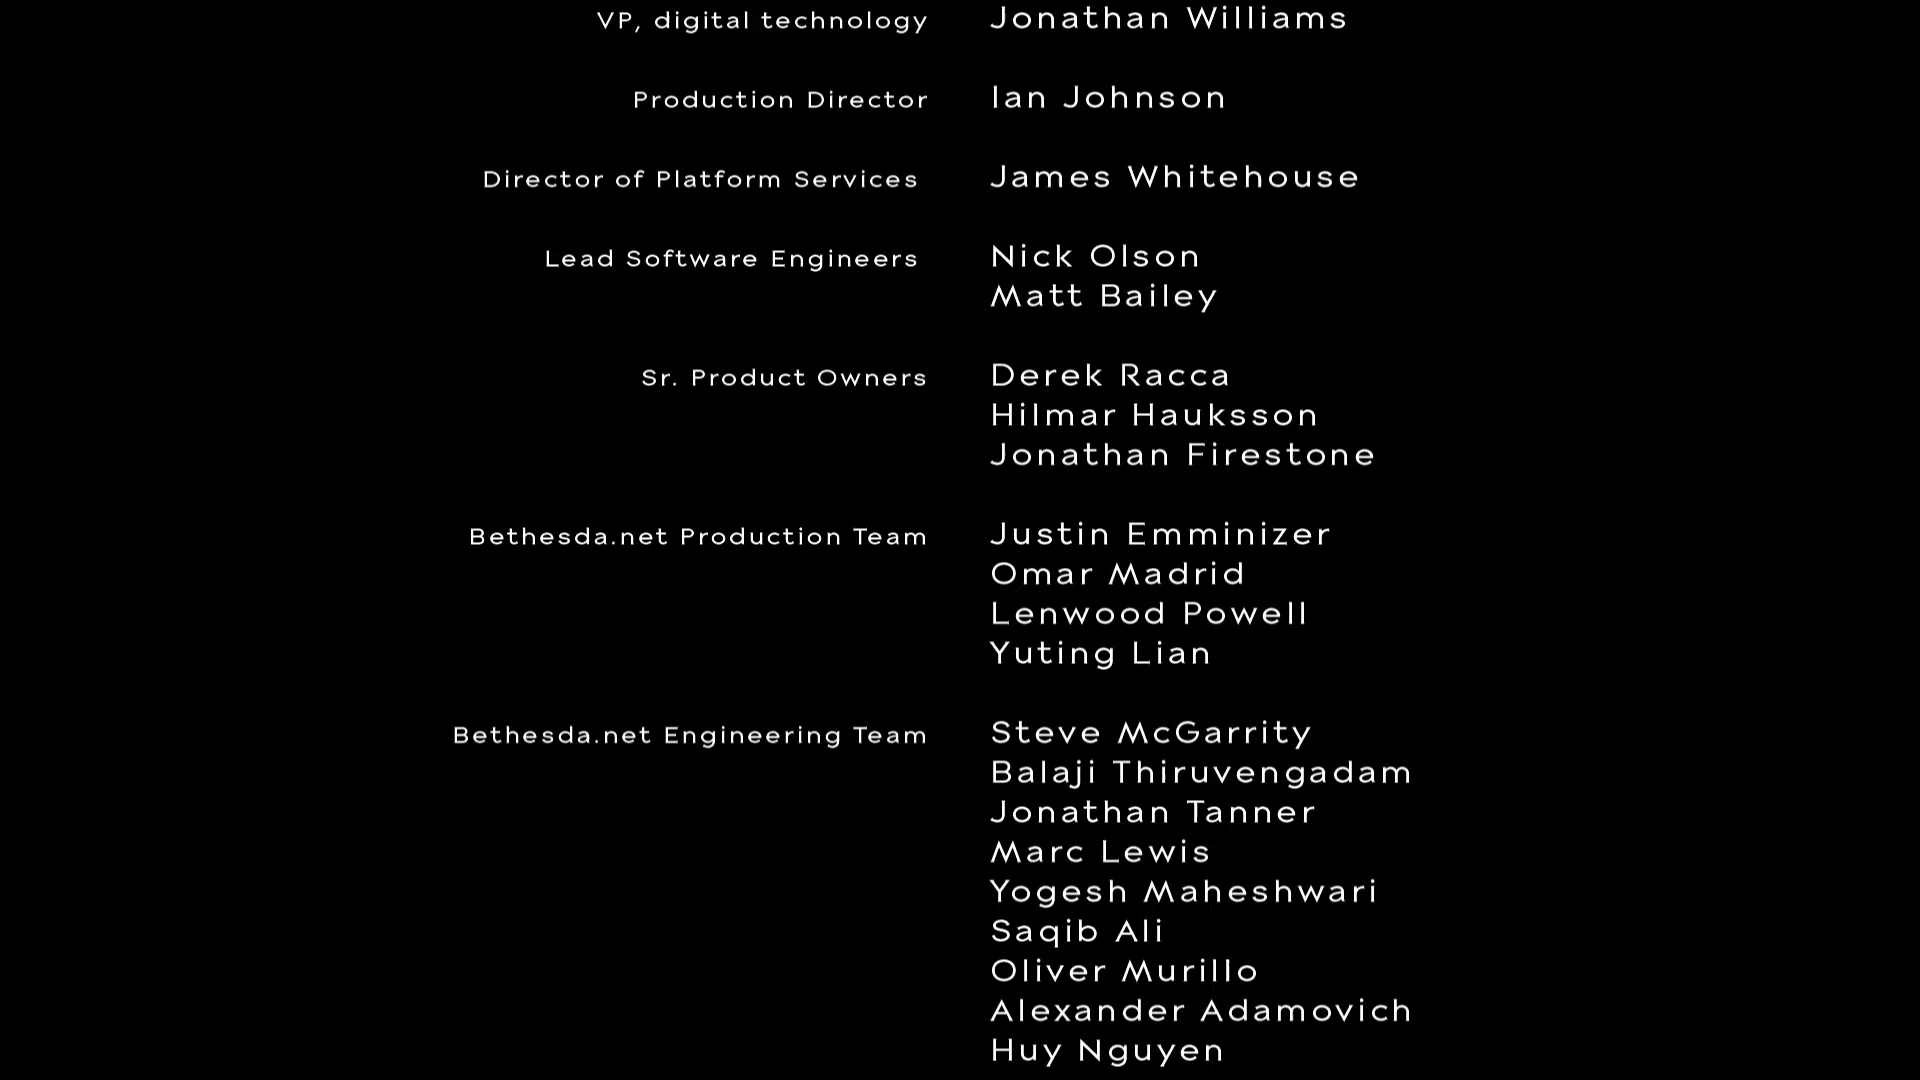 VP, digital technology Jonathan Williams
Production Director Ian Johnson
Director of Platform Services James Whitehouse
Lead Software Engineers Nick Olson
Matt Bailey
Sr. Product Owners Derek Racca
Hilmar Hauksson
Jonathan Firestone
Bethesda.net Production Team Justin Emminizer
Omar Madrid
Lenwood Powell
Yuting Lian
Bethesda.net Engineering Team Steve McGarrity
Balaji Thiruvengadam
Jonathan Tanner
Marc Lewis
Yogesh Maheshwari
Saqib Ali
Oliver Murillo
Alexander Adamovich
Huy Nguyen